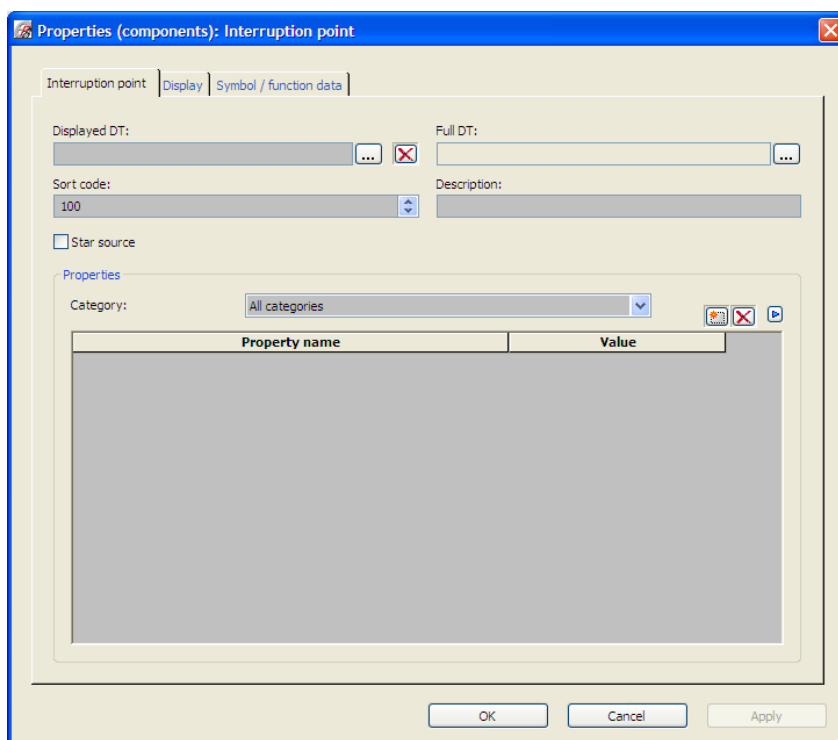 Properties (components): Interruption point
Interruption point Display Symbol / function data
Displayed DT: Full DT:
... ...
Sort code: Description:
100
Star source
Properties
Category: All categories
Property name Value
OK Cancel Apply